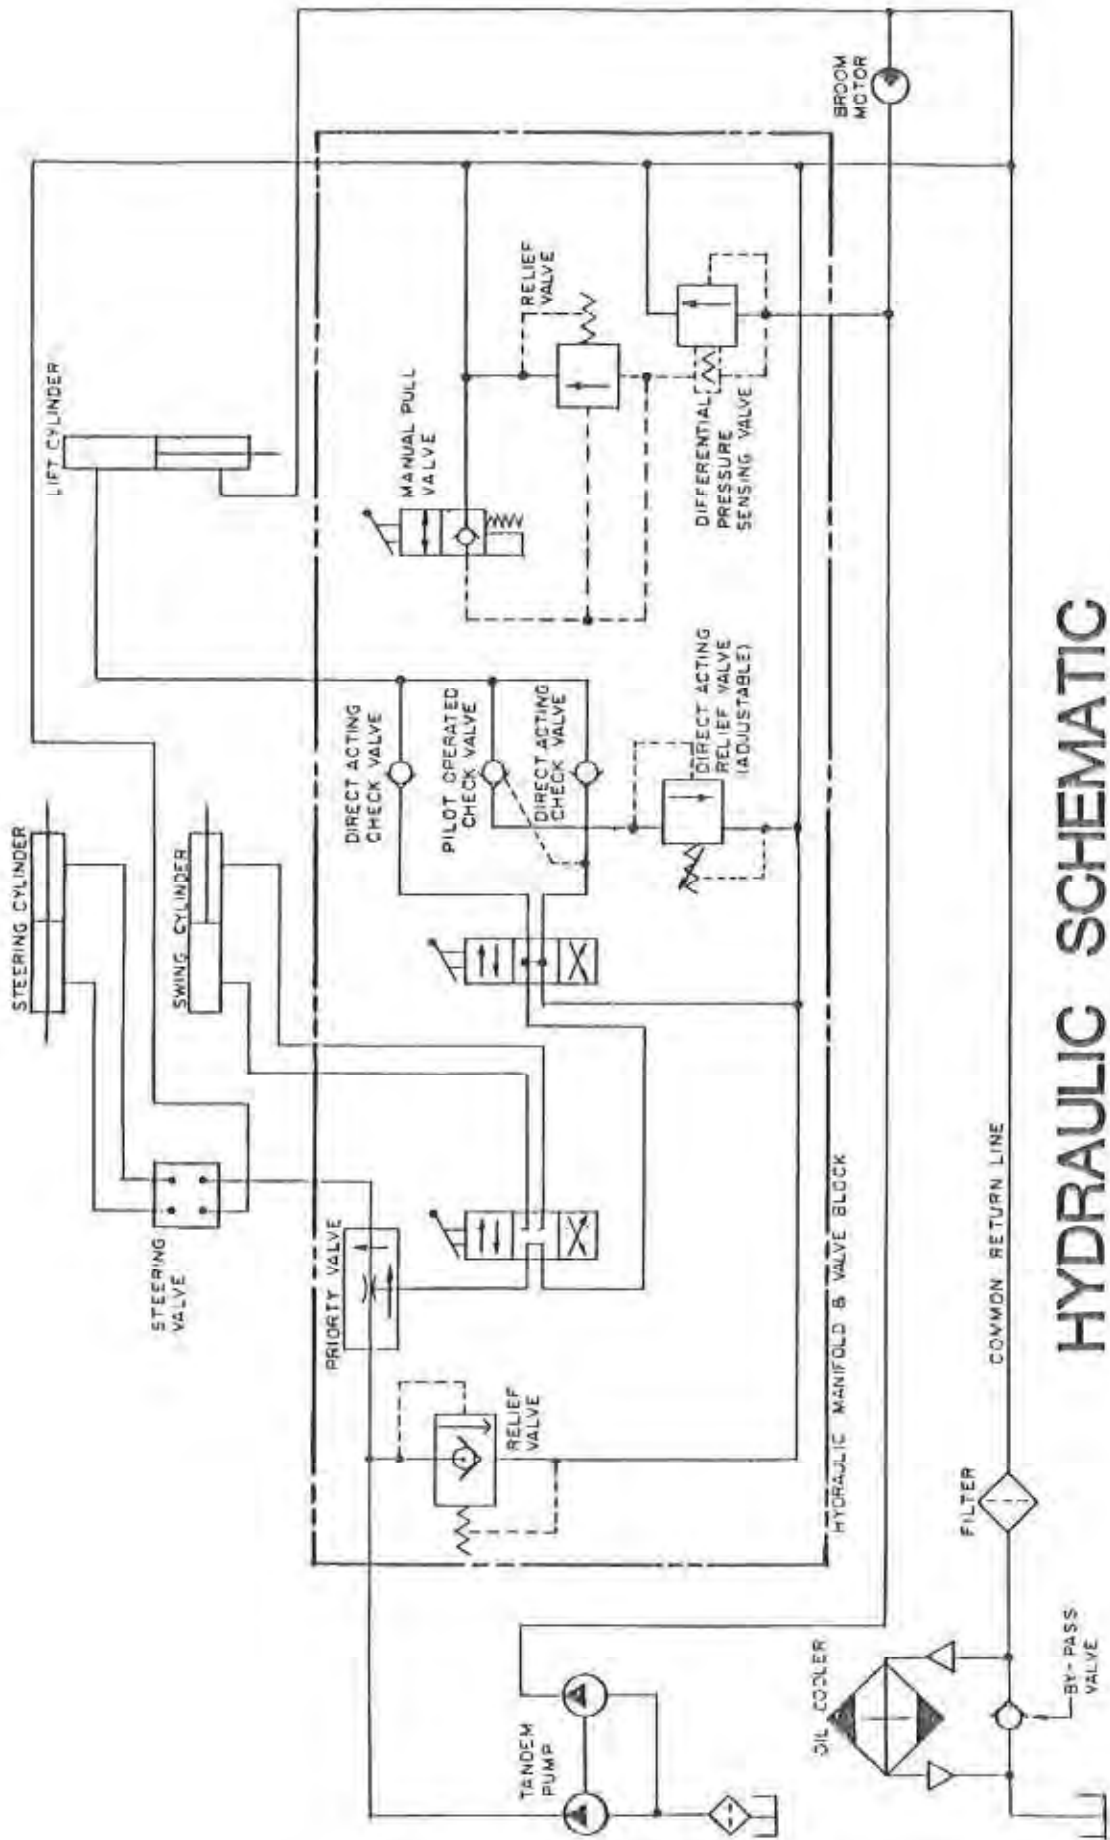 STEERING CYLINDER
SWING CYLINDER
LIFT CYLINDER
STEERING
VALVE
PRIORTY VALVE
RELIEF
VALVE
DIRECT ACTING
CHECK VALVE
PILOT OPERATED
CHECK VALVE
DIRECT ACTING
CHECK VALVE
MANUAL PULL
VALVE
RELIEF
VALVE
DIFFERENTIAL
PRESSURE
SENSING VALVE
DIRECT ACTING
RELIEF VALVE
(ADJUSTABLE)
BROOM
MOTOR
TANDEM
PUMP
HYDRAULIC MANIFOLD & VALVE BLOCK
OIL COOLER
FILTER
COMMON RETURN LINE
BY-PASS
VALVE
HYDRAULIC SCHEMATIC